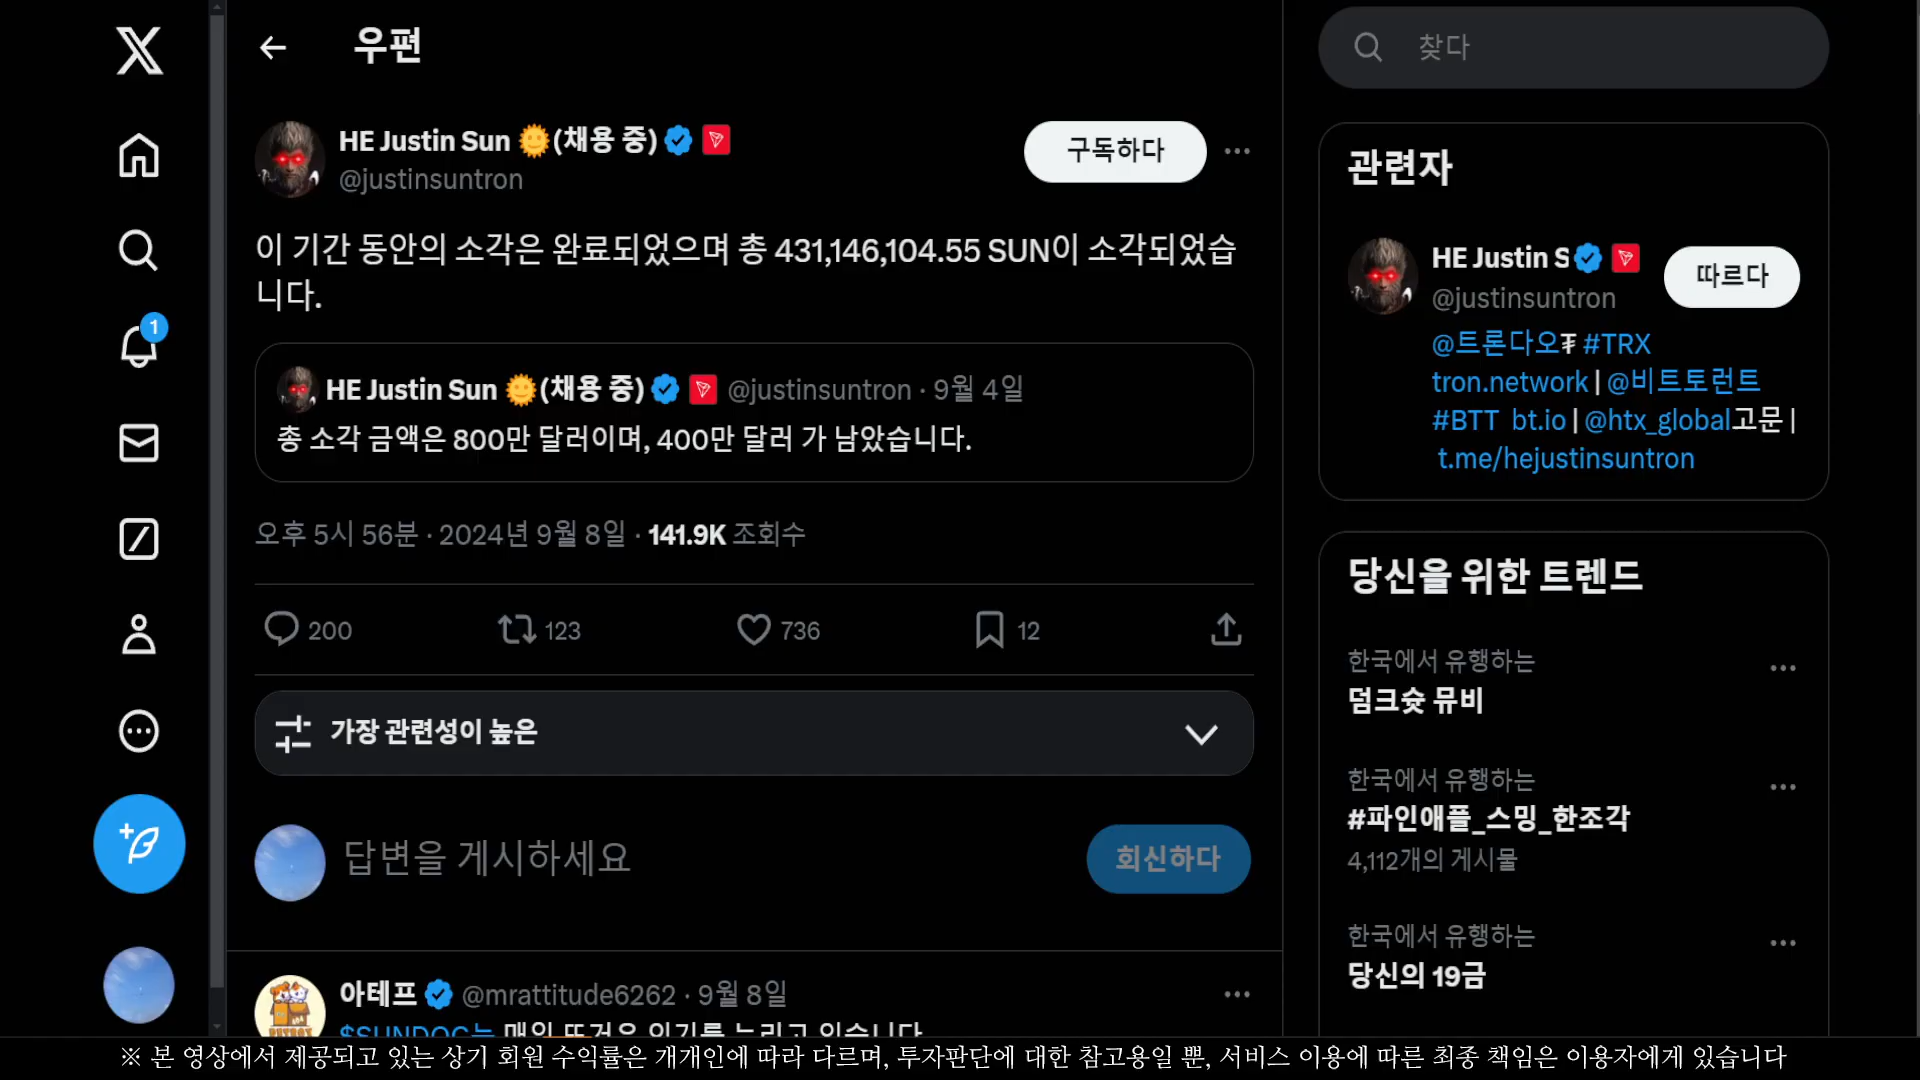 우편
HE Justin Sun 🌞(채용 중)
@justinsuntron
구독하다
이 기간 동안의 소각은 완료되었으며 총 431,146,104.55 SUN이 소각되었습
니다.
HE Justin Sun 🌞(채용 중) @justinsuntron · 9월 4일
총 소각 금액은 800만 달러이며, 400만 달러 가 남았습니다.
오후 5시 56분 · 2024년 9월 8일 · 141.9K 조회수
200 123 736 12
가장 관련성이 높은
답변을 게시하세요
회신하다
아테프 @mrattitude6262 · 9월 8일
$SUNDOG는 매일 뜨거운 인기를 누리고 있습니다
1
찾다
관련자
HE Justin S
@justinsuntron
따르다
@트론다오₮ #TRX
tron.network | @비트토런트
#BTT bt.io | @htx_global고문 |
t.me/hejustinsuntron
당신을 위한 트렌드
한국에서 유행하는
덤크슛 뮤비
한국에서 유행하는
#파인애플_스밍_한조각
4,112개의 게시물
한국에서 유행하는
당신의 19금
※ 본 영상에서 제공되고 있는 상기 회원 수익률은 개개인에 따라 다르며, 투자판단에 대한 참고용일 뿐, 서비스 이용에 따른 최종 책임은 이용자에게 있습니다